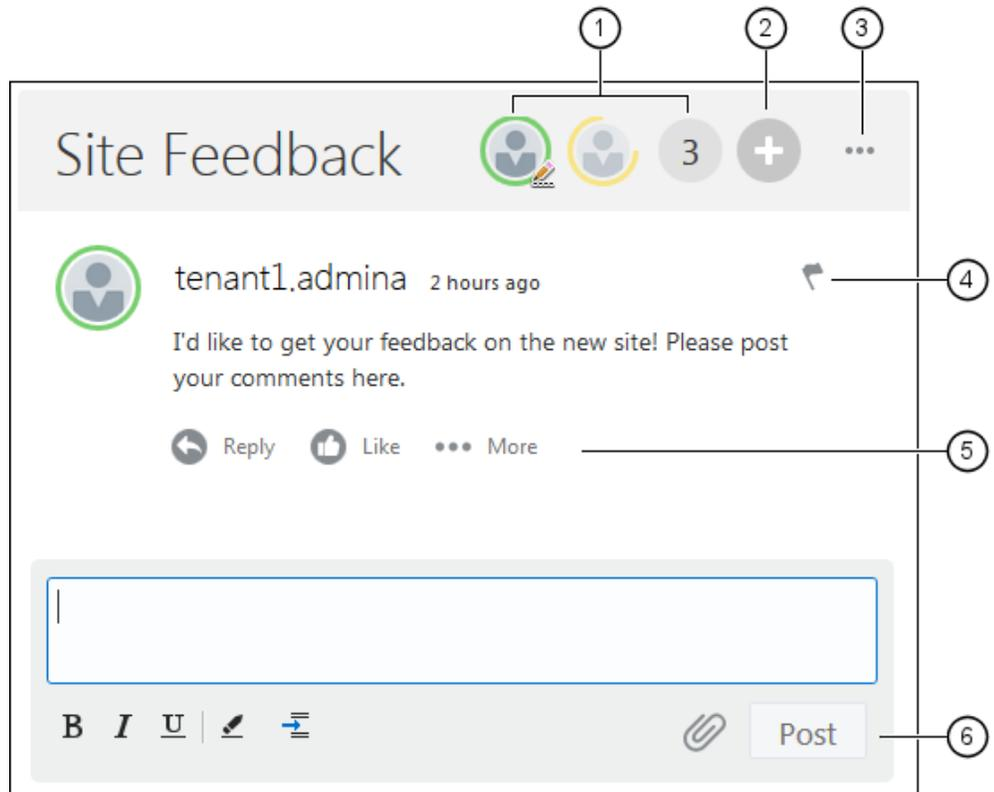 1 2 3
Site Feedback 3
tenant1.admina 2 hours ago
4
I'd like to get your feedback on the new site! Please post
your comments here.
Reply Like More
5
B I U Post
6